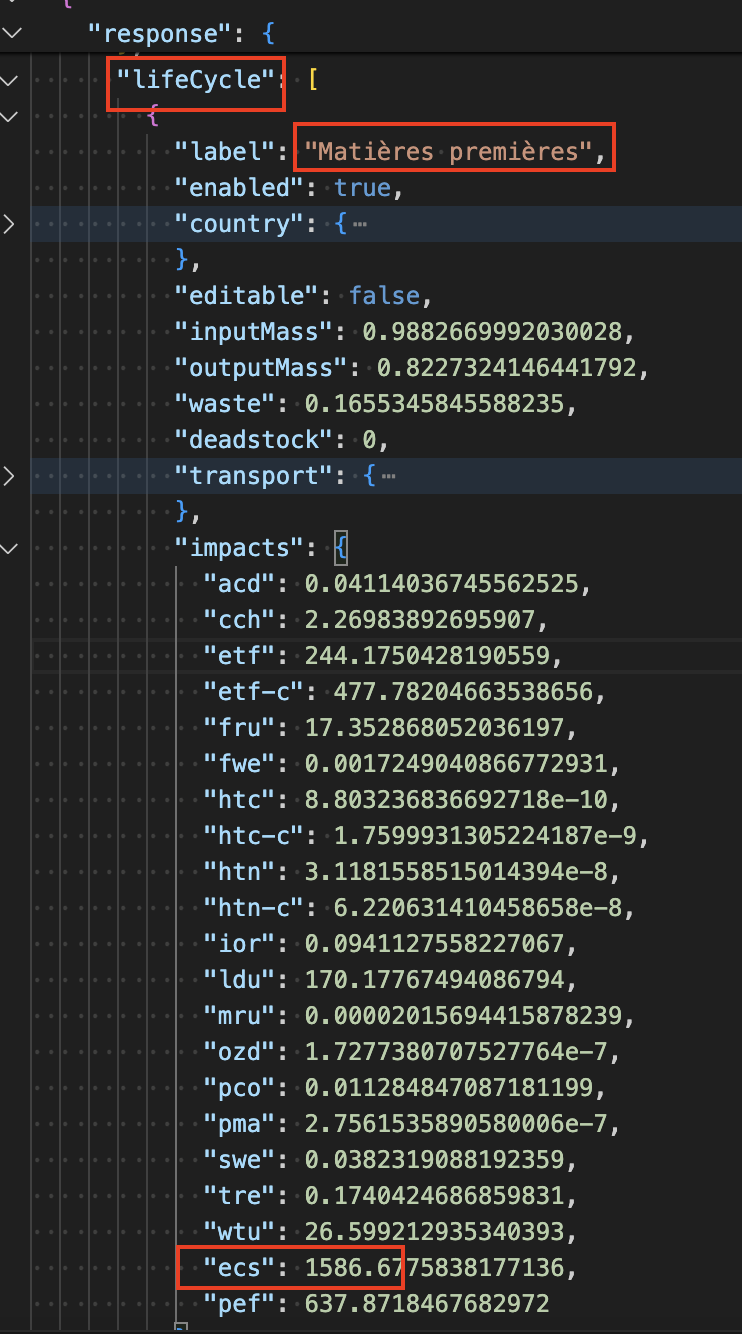 {
"response": {
"lifeCycle": [
{
"label": "Matières premières",
"enabled": true,
"country": { ⋯
},
"editable": false,
"inputMass": 0.9882669992030028,
"outputMass": 0.8227324146441792,
"waste": 0.1655345845588235,
"deadstock": 0,
"transport": { ⋯
},
"impacts": {
"acd": 0.04114036745562525,
"cch": 2.26983892695907,
"etf": 244.1750428190559,
"etf-c": 477.78204663538656,
"fru": 17.352868052036197,
"fwe": 0.0017249040866772931,
"htc": 8.803236836692718e-10,
"htc-c": 1.7599931305224187e-9,
"htn": 3.1181558515014394e-8,
"htn-c": 6.220631410458658e-8,
"ior": 0.0941127558227067,
"ldu": 170.17767494086794,
"mru": 0.00002015694415878239,
"ozd": 1.7277380707527764e-7,
"pco": 0.011284847087181199,
"pma": 2.7561535890580006e-7,
"swe": 0.0382319088192359,
"tre": 0.1740424686859831,
"wtu": 26.599212935340393,
"ecs": 1586.6775838177136,
"pef": 637.8718467682972
}